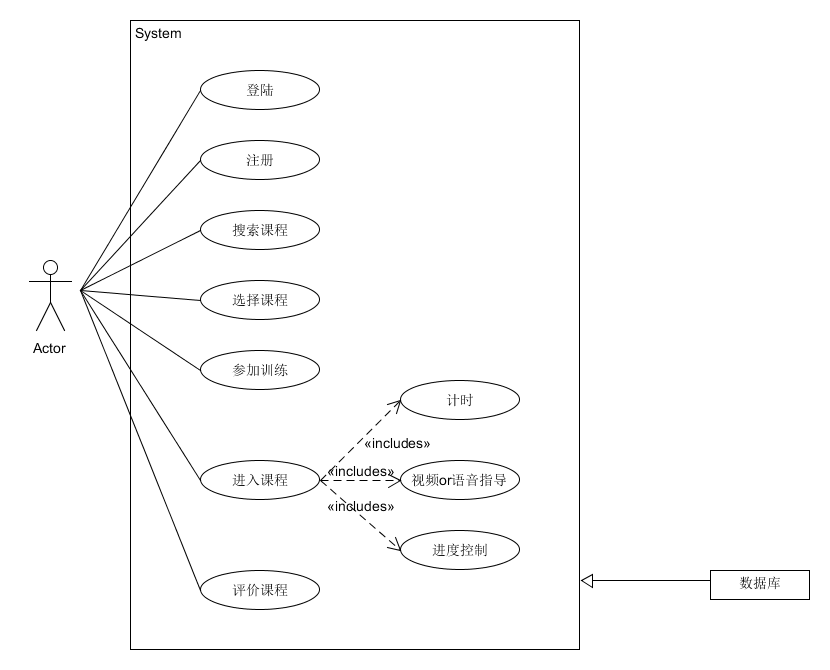 System
登陆
注册
搜索课程
选择课程
Actor
参加训练
计时
«includes»
进入课程
«includes»
视频or语音指导
«includes»
进度控制
评价课程
数据库